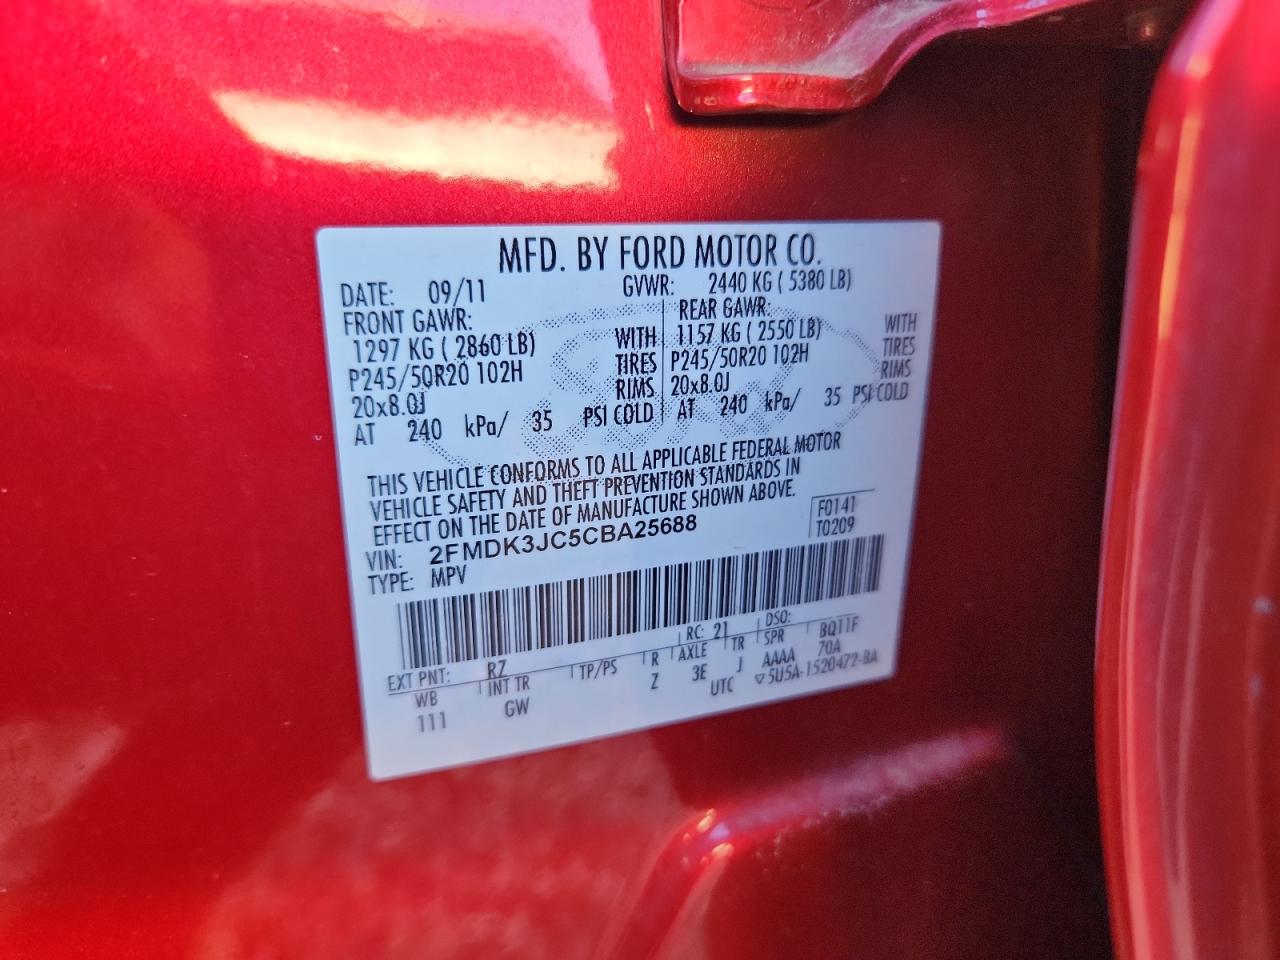 MFD. BY FORD MOTOR CO.
DATE: 09/11 GVWR: 2440 KG ( 5380 LB)
FRONT GAWR: REAR GAWR:
1297 KG ( 2860 LB) WITH 1157 KG ( 2550 LB) WITH
P245/50R20 102H TIRES P245/50R20 102H TIRES
20x8.0J RIMS 20x8.0J RIMS
AT 240 kPa/ 35 PSI COLD AT 240 kPa/ 35 PSI COLD
THIS VEHICLE CONFORMS TO ALL APPLICABLE FEDERAL MOTOR
VEHICLE SAFETY AND THEFT PREVENTION STANDARDS IN
EFFECT ON THE DATE OF MANUFACTURE SHOWN ABOVE.
VIN: 2FMDK3JC5CBA25688 F0141
TYPE: MPV T0209
EXT PNT: RZ RC: 21 DSO: BQ11F
WB INT TR TP/PS R AXLE TR SPR 70A
111 GW Z 3E J AAAA
UTC ▽5U5A-1520472-BA